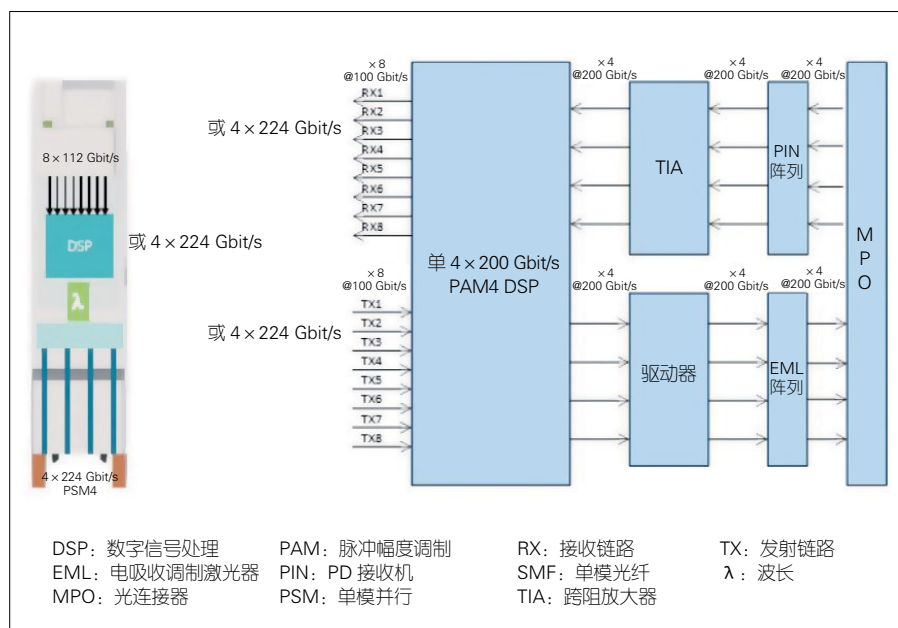 8×112 Gbit/s
DSP
或 4×224 Gbit/s
λ
4×224 Gbit/s
PSM4
×8
@100 Gbit/s
RX1
RX2
RX3
RX4
RX5
RX6
RX7
RX8
或 4×224 Gbit/s
×8
@100 Gbit/s
TX1
TX2
TX3
TX4
TX5
TX6
TX7
TX8
或 4×224 Gbit/s
单 4×200 Gbit/s
PAM4 DSP
×4
@200 Gbit/s
TIA
×4
@200 Gbit/s
PIN
阵列
×4
@200 Gbit/s
×4
@200 Gbit/s
驱动器
×4
@200 Gbit/s
EML
阵列
×4
@200 Gbit/s
M
P
O
DSP：数字信号处理 PAM：脉冲幅度调制 RX：接收链路 TX：发射链路
EML：电吸收调制激光器 PIN：PD 接收机 SMF：单模光纤 λ：波长
MPO：光连接器 PSM：单模并行 TIA：跨阻放大器